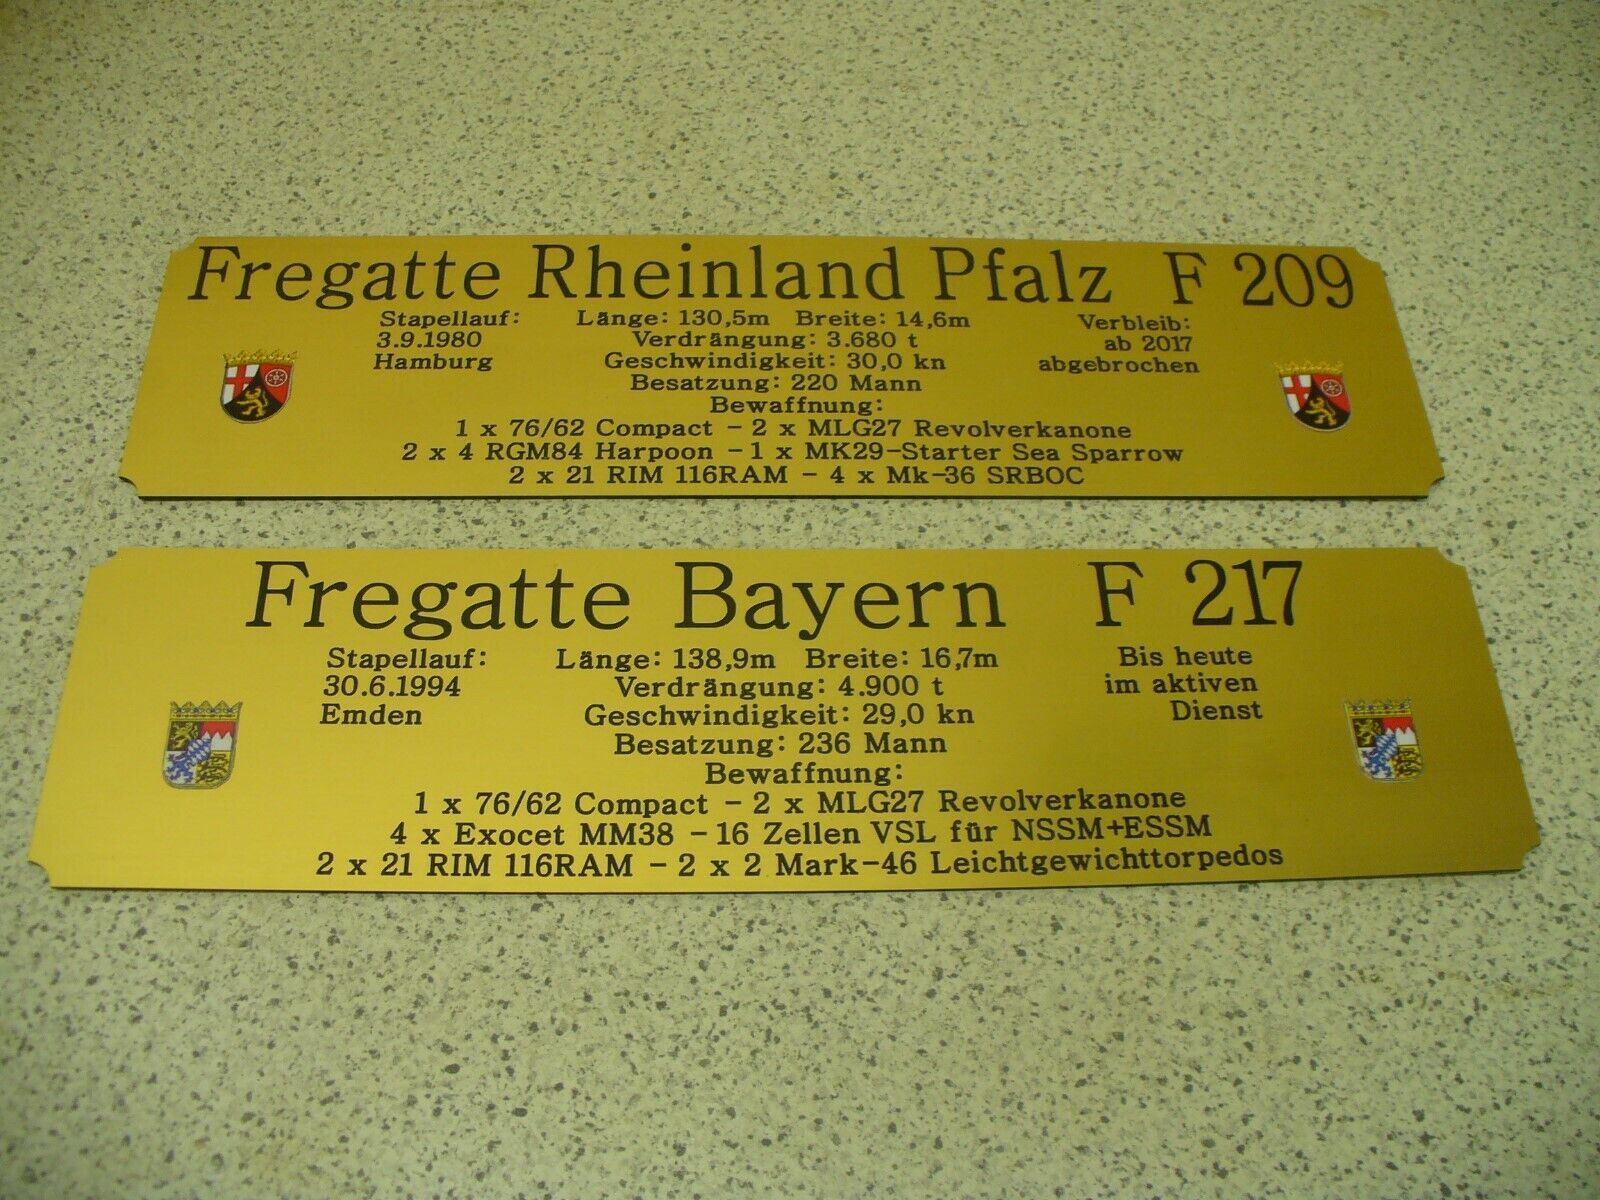 Fregatte Rheinland Pfalz F 209
Stapellauf: Länge: 130,5m Breite: 14,6m Verbleib:
3.9.1980 Verdrängung: 3.680 t ab 2017
Hamburg Geschwindigkeit: 30,0 kn abgebrochen
Besatzung: 220 Mann
Bewaffnung:
1 x 76/62 Compact - 2 x MLG27 Revolverkanone
2 x 4 RGM84 Harpoon - 1 x MK29-Starter Sea Sparrow
2 x 21 RIM 116RAM - 4 x Mk-36 SRBOC
Fregatte Bayern F 217
Stapellauf: Länge: 138,9m Breite: 16,7m Bis heute
30.6.1994 Verdrängung: 4.900 t im aktiven
Emden Geschwindigkeit: 29,0 kn Dienst
Besatzung: 236 Mann
Bewaffnung:
1 x 76/62 Compact - 2 x MLG27 Revolverkanone
4 x Exocet MM38 - 16 Zellen VSL für NSSM+ESSM
2 x 21 RIM 116RAM - 2 x 2 Mark-46 Leichtgewichttorpedos